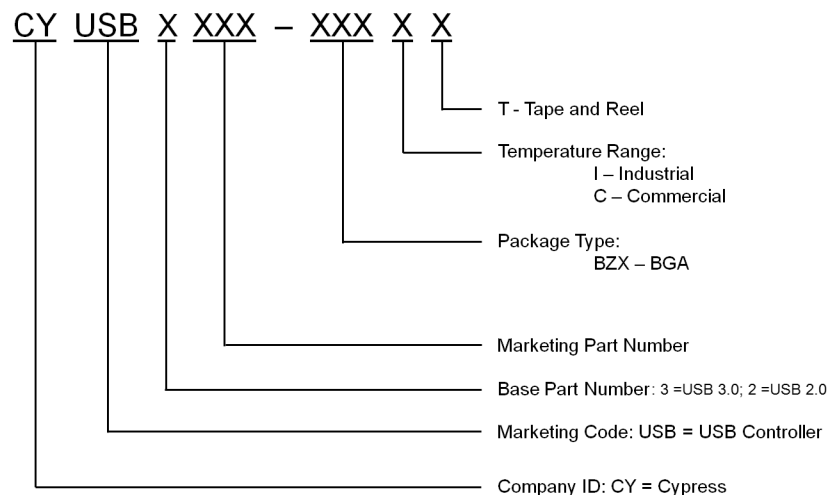 CY USB X XXX – XXX X X
T - Tape and Reel
Temperature Range:
I – Industrial
C – Commercial
Package Type:
BZX – BGA
Marketing Part Number
Base Part Number: 3 =USB 3.0; 2 =USB 2.0
Marketing Code: USB = USB Controller
Company ID: CY = Cypress